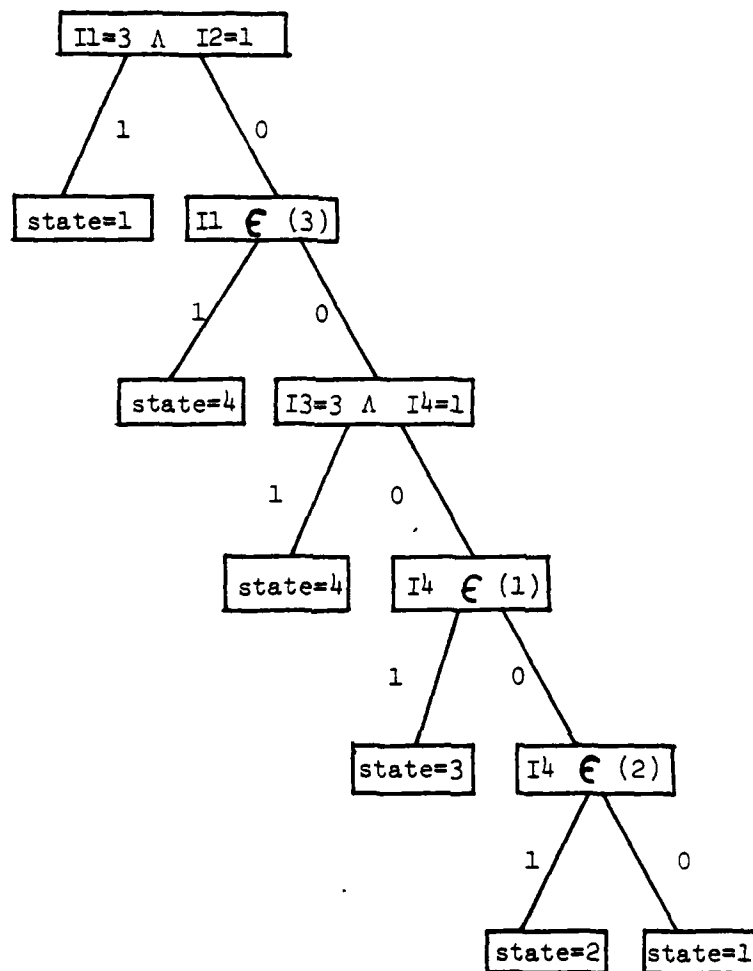 I1=3 Λ I2=1
1 0
state=1 I1 ϵ (3)
1 0
state=4 I3=3 Λ I4=1
1 0
state=4 I4 ϵ (1)
1 0
state=3 I4 ϵ (2)
1 0
state=2 state=1